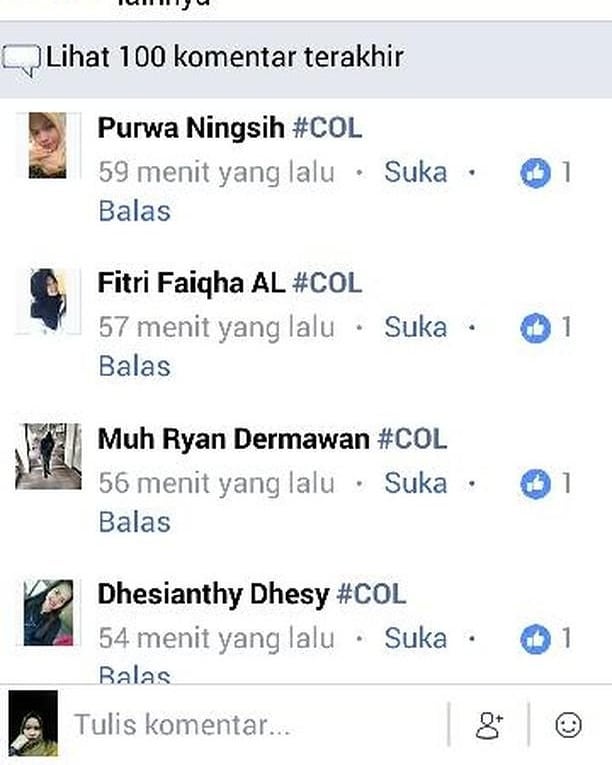 lainnya
Lihat 100 komentar terakhir
Purwa Ningsih #COL
59 menit yang lalu · Suka · 1
Balas
Fitri Faiqha AL #COL
57 menit yang lalu · Suka · 1
Balas
Muh Ryan Dermawan #COL
56 menit yang lalu · Suka · 1
Balas
Dhesianthy Dhesy #COL
54 menit yang lalu · Suka · 1
Balas
Tulis komentar...